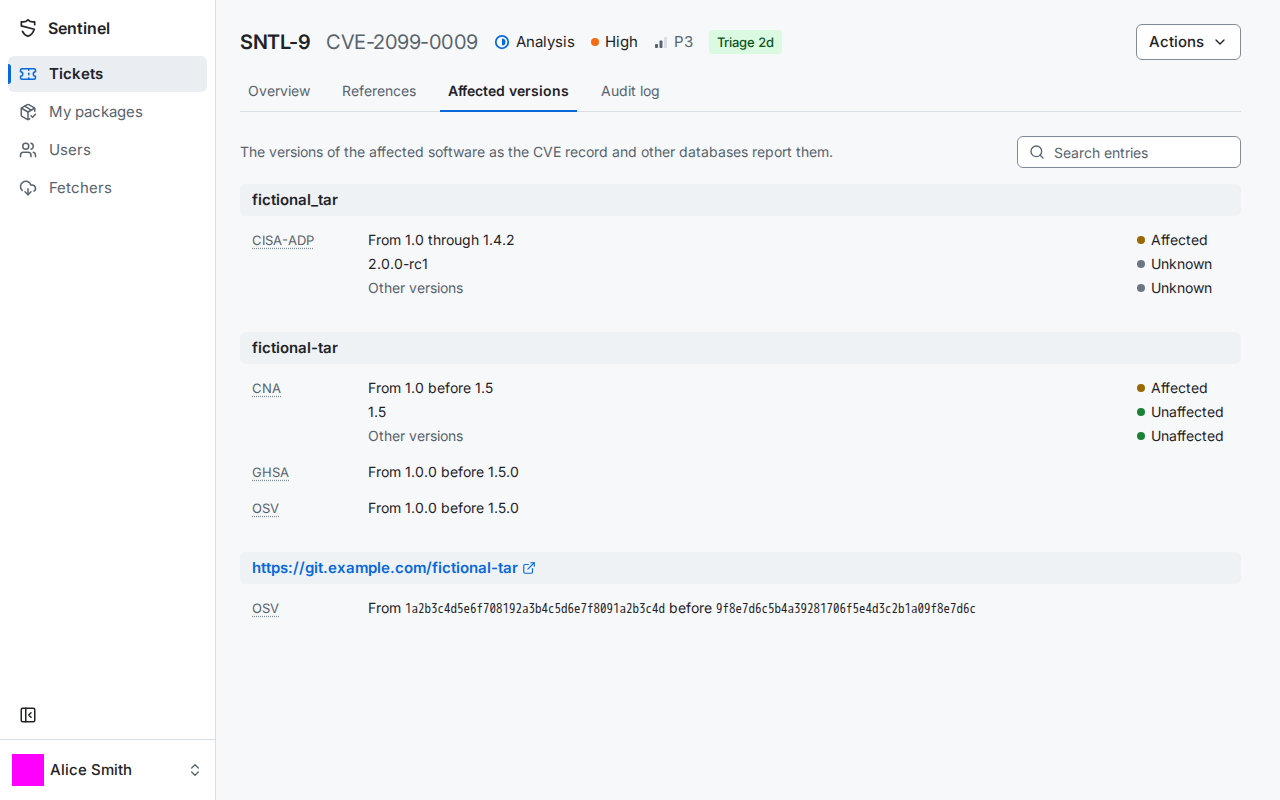 Sentinel
Tickets
My packages
Users
Fetchers
Alice Smith
SNTL-9 CVE-2099-0009 Analysis High P3 Triage 2d Actions
Overview References Affected versions Audit log
The versions of the affected software as the CVE record and other databases report them. Search entries
fictional_tar
CISA-ADP From 1.0 through 1.4.2 Affected
2.0.0-rc1 Unknown
Other versions Unknown
fictional-tar
CNA From 1.0 before 1.5 Affected
1.5 Unaffected
Other versions Unaffected
GHSA From 1.0.0 before 1.5.0
OSV From 1.0.0 before 1.5.0
https://git.example.com/fictional-tar
OSV From 1a2b3c4d5e6f708192a3b4c5d6e7f8091a2b3c4d before 9f8e7d6c5b4a39281706f5e4d3c2b1a09f8e7d6c